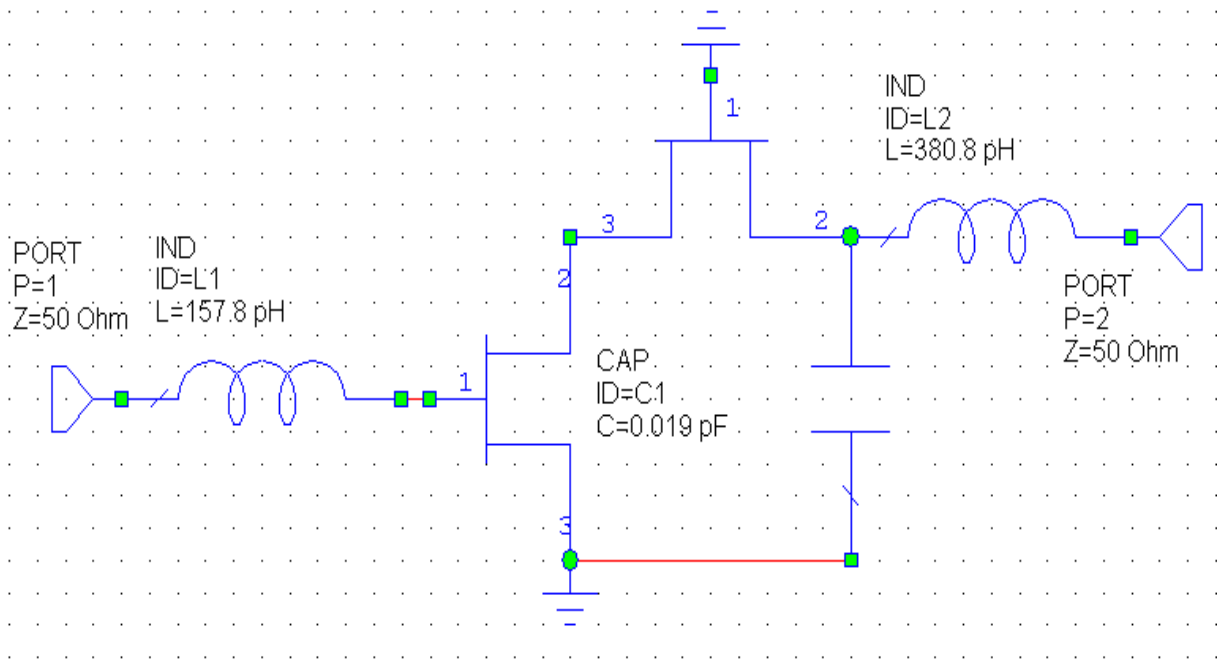 IND
ID=L2
L=380.8 pH
1
3
2
PORT
P=1
Z=50 Ohm
IND
ID=L1
L=157.8 pH
2
PORT
P=2
Z=50 Ohm
1
CAP
ID=C1
C=0.019 pF
3